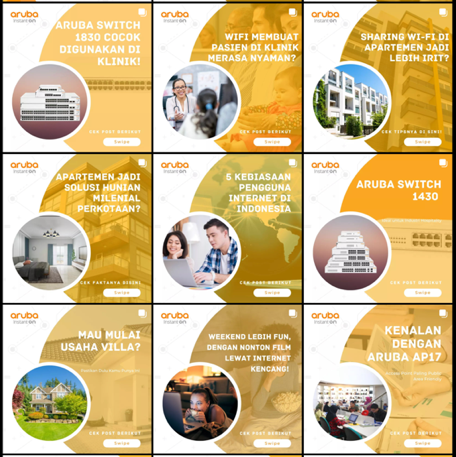 aruba
instant on
ARUBA SWITCH
1830 COCOK
DIGUNAKAN DI
KLINIK!
CEK POST BERIKUT
Swipe
aruba
instant on
WIFI MEMBUAT
PASIEN DI KLINIK
MERASA NYAMAN?
CEK POST BERIKUT
Swipe
aruba
instant on
SHARING WI-FI DI
APARTEMEN JADI
LEBIH IRIT?
CEK TIPSNYA DI SINI!
Swipe
aruba
instant on
APARTEMEN JADI
SOLUSI HUNIAN
MILENIAL
PERKOTAAN?
CEK FAKTANYA DISINI
Swipe
aruba
instant on
5 KEBIASAAN
PENGGUNA
INTERNET DI
INDONESIA
CEK POST BERIKUT
Swipe
aruba
instant on
ARUBA SWITCH
1430
CEK POST BERIKUT
Swipe
aruba
instant on
MAU MULAI
USAHA VILLA?
CEK POST BERIKUT
Swipe
aruba
instant on
WEEKEND LEBIH FUN,
DENGAN NONTON FILM
LEWAT INTERNET
KENCANG!
CEK POST BERIKUT
Swipe
aruba
instant on
KENALAN
DENGAN
ARUBA AP17
CEK POST BERIKUT
Swipe